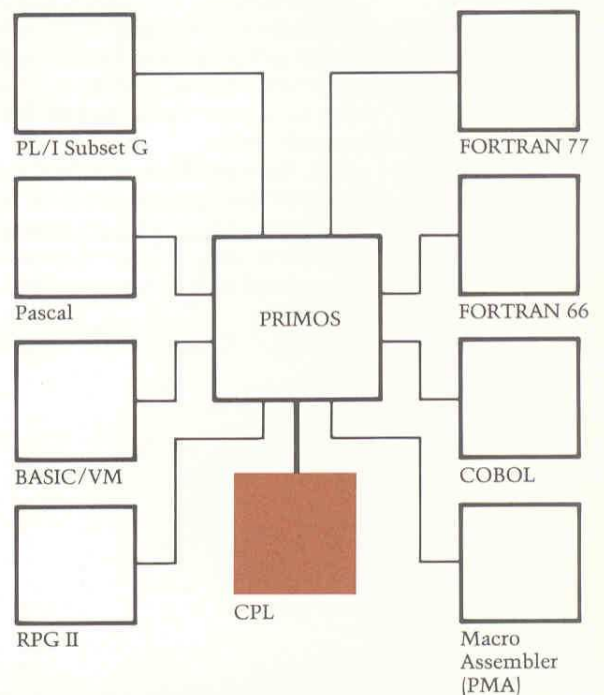 PL/I Subset G
FORTRAN 77
Pascal
PRIMOS
FORTRAN 66
BASIC/VM
COBOL
CPL
RPG II
Macro
Assembler
(PMA)